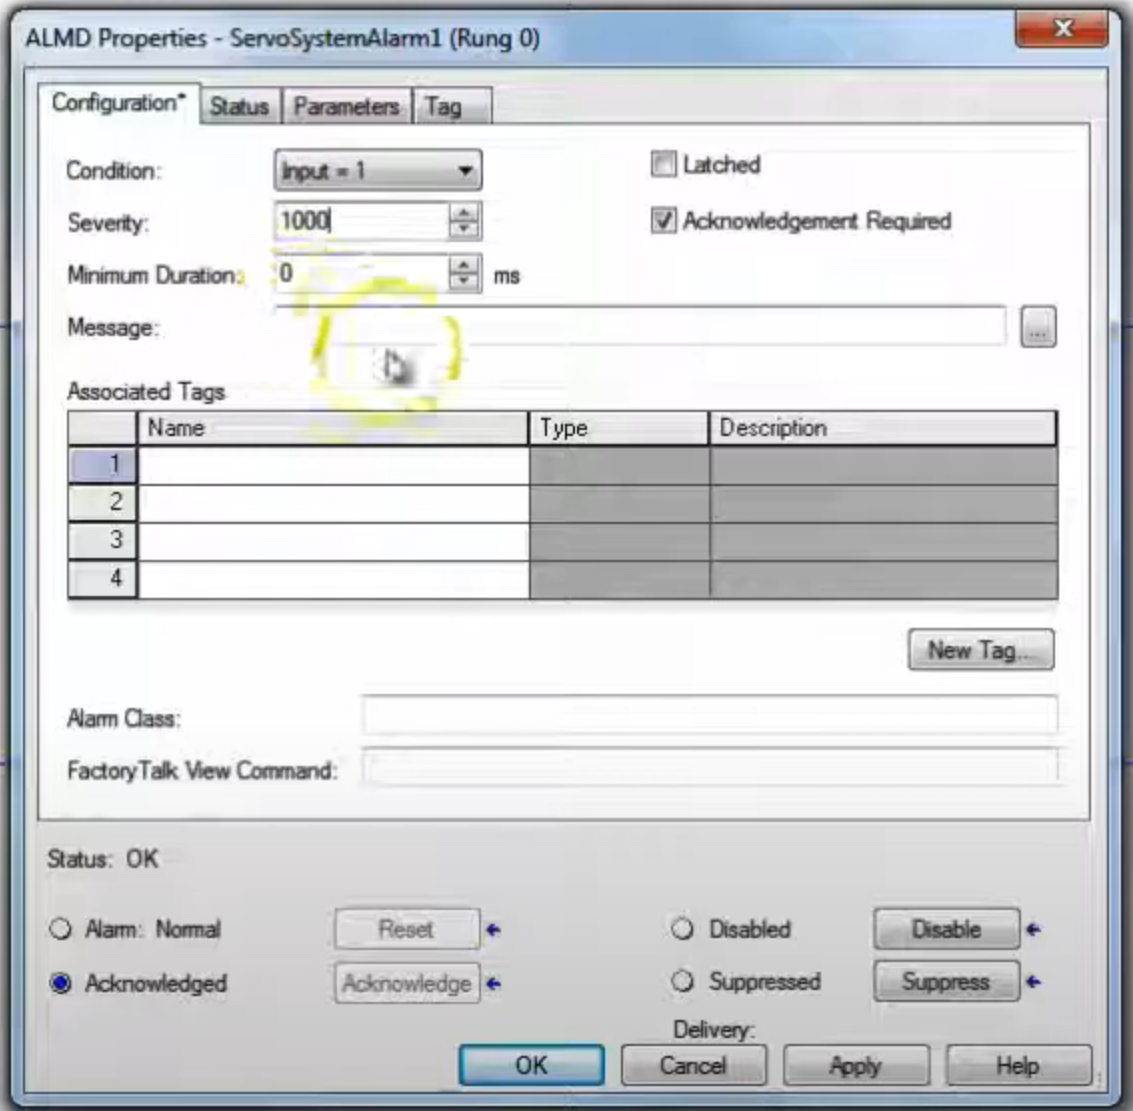 ALMD Properties - ServoSystemAlarm1 (Rung 0)
Configuration* Status Parameters Tag
Condition: Input = 1 Latched
Severity: 1000 Acknowledgement Required
Minimum Duration: 0 ms
Message: ...
Associated Tags
Name Type Description
1
2
3
4
New Tag...
Alarm Class:
FactoryTalk View Command:
Status: OK
Alarm: Normal Reset Disabled Disable
Acknowledged Acknowledge Suppressed Suppress
Delivery:
OK Cancel Apply Help